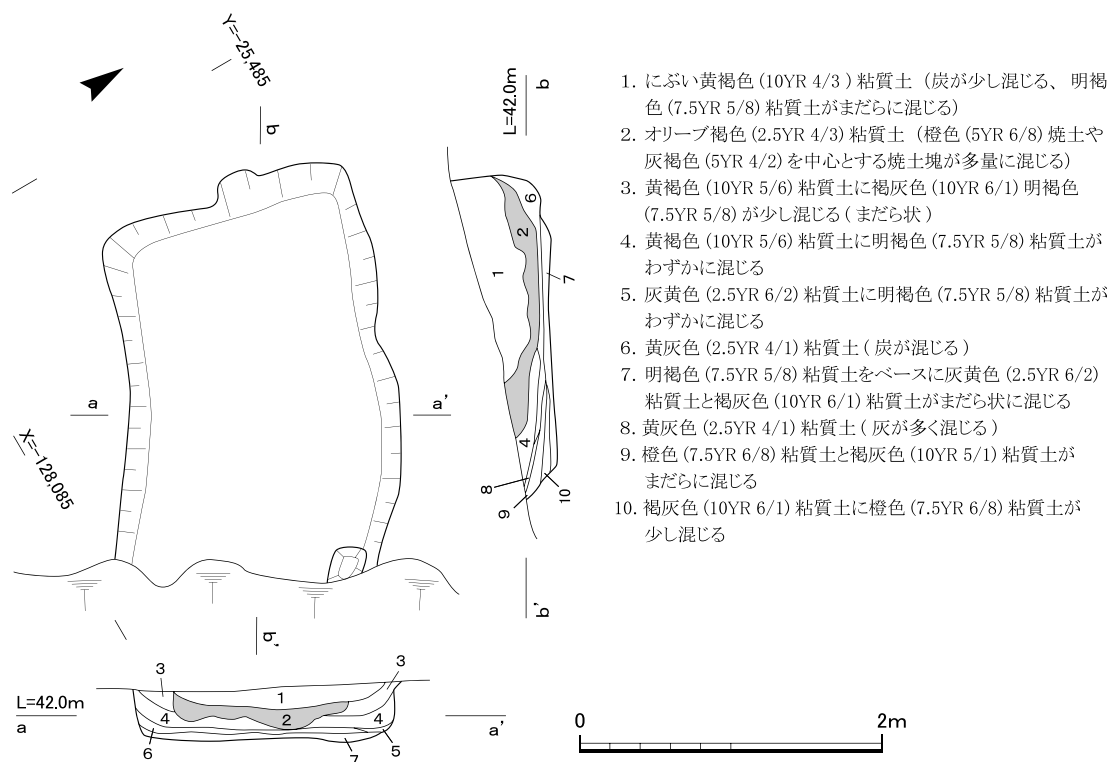 Y=-25,485
b
L=42.0m
b
1. にぶい黄褐色 (10YR 4/3 ) 粘質土 (炭が少し混じる、 明褐
色 (7.5YR 5/8) 粘質土がまだらに混じる)
2. オリーブ褐色 (2.5YR 4/3) 粘質土 (橙色 (5YR 6/8) 焼土や
灰褐色 (5YR 4/2) を中心とする焼土塊が多量に混じる)
3. 黄褐色 (10YR 5/6) 粘質土に褐灰色 (10YR 6/1) 明褐色
(7.5YR 5/8) が少し混じる ( まだら状 )
4. 黄褐色 (10YR 5/6) 粘質土に明褐色 (7.5YR 5/8) 粘質土が
わずかに混じる
5. 灰黄色 (2.5YR 6/2) 粘質土に明褐色 (7.5YR 5/8) 粘質土が
わずかに混じる
6. 黄灰色 (2.5YR 4/1) 粘質土 ( 炭が混じる )
7. 明褐色 (7.5YR 5/8) 粘質土をベースに灰黄色 (2.5YR 6/2)
粘質土と褐灰色 (10YR 6/1) 粘質土がまだら状に混じる
8. 黄灰色 (2.5YR 4/1) 粘質土 ( 灰が多く混じる )
9. 橙色 (7.5YR 6/8) 粘質土と褐灰色 (10YR 5/1) 粘質土が
まだらに混じる
10. 褐灰色 (10YR 6/1) 粘質土に橙色 (7.5YR 6/8) 粘質土が
少し混じる
6
2
1
7
4
8
9
10
a
a'
X=-128,085
b'
b'
3
3
L=42.0m
a
1
4
2
4
6
7
5
a'
0
2m